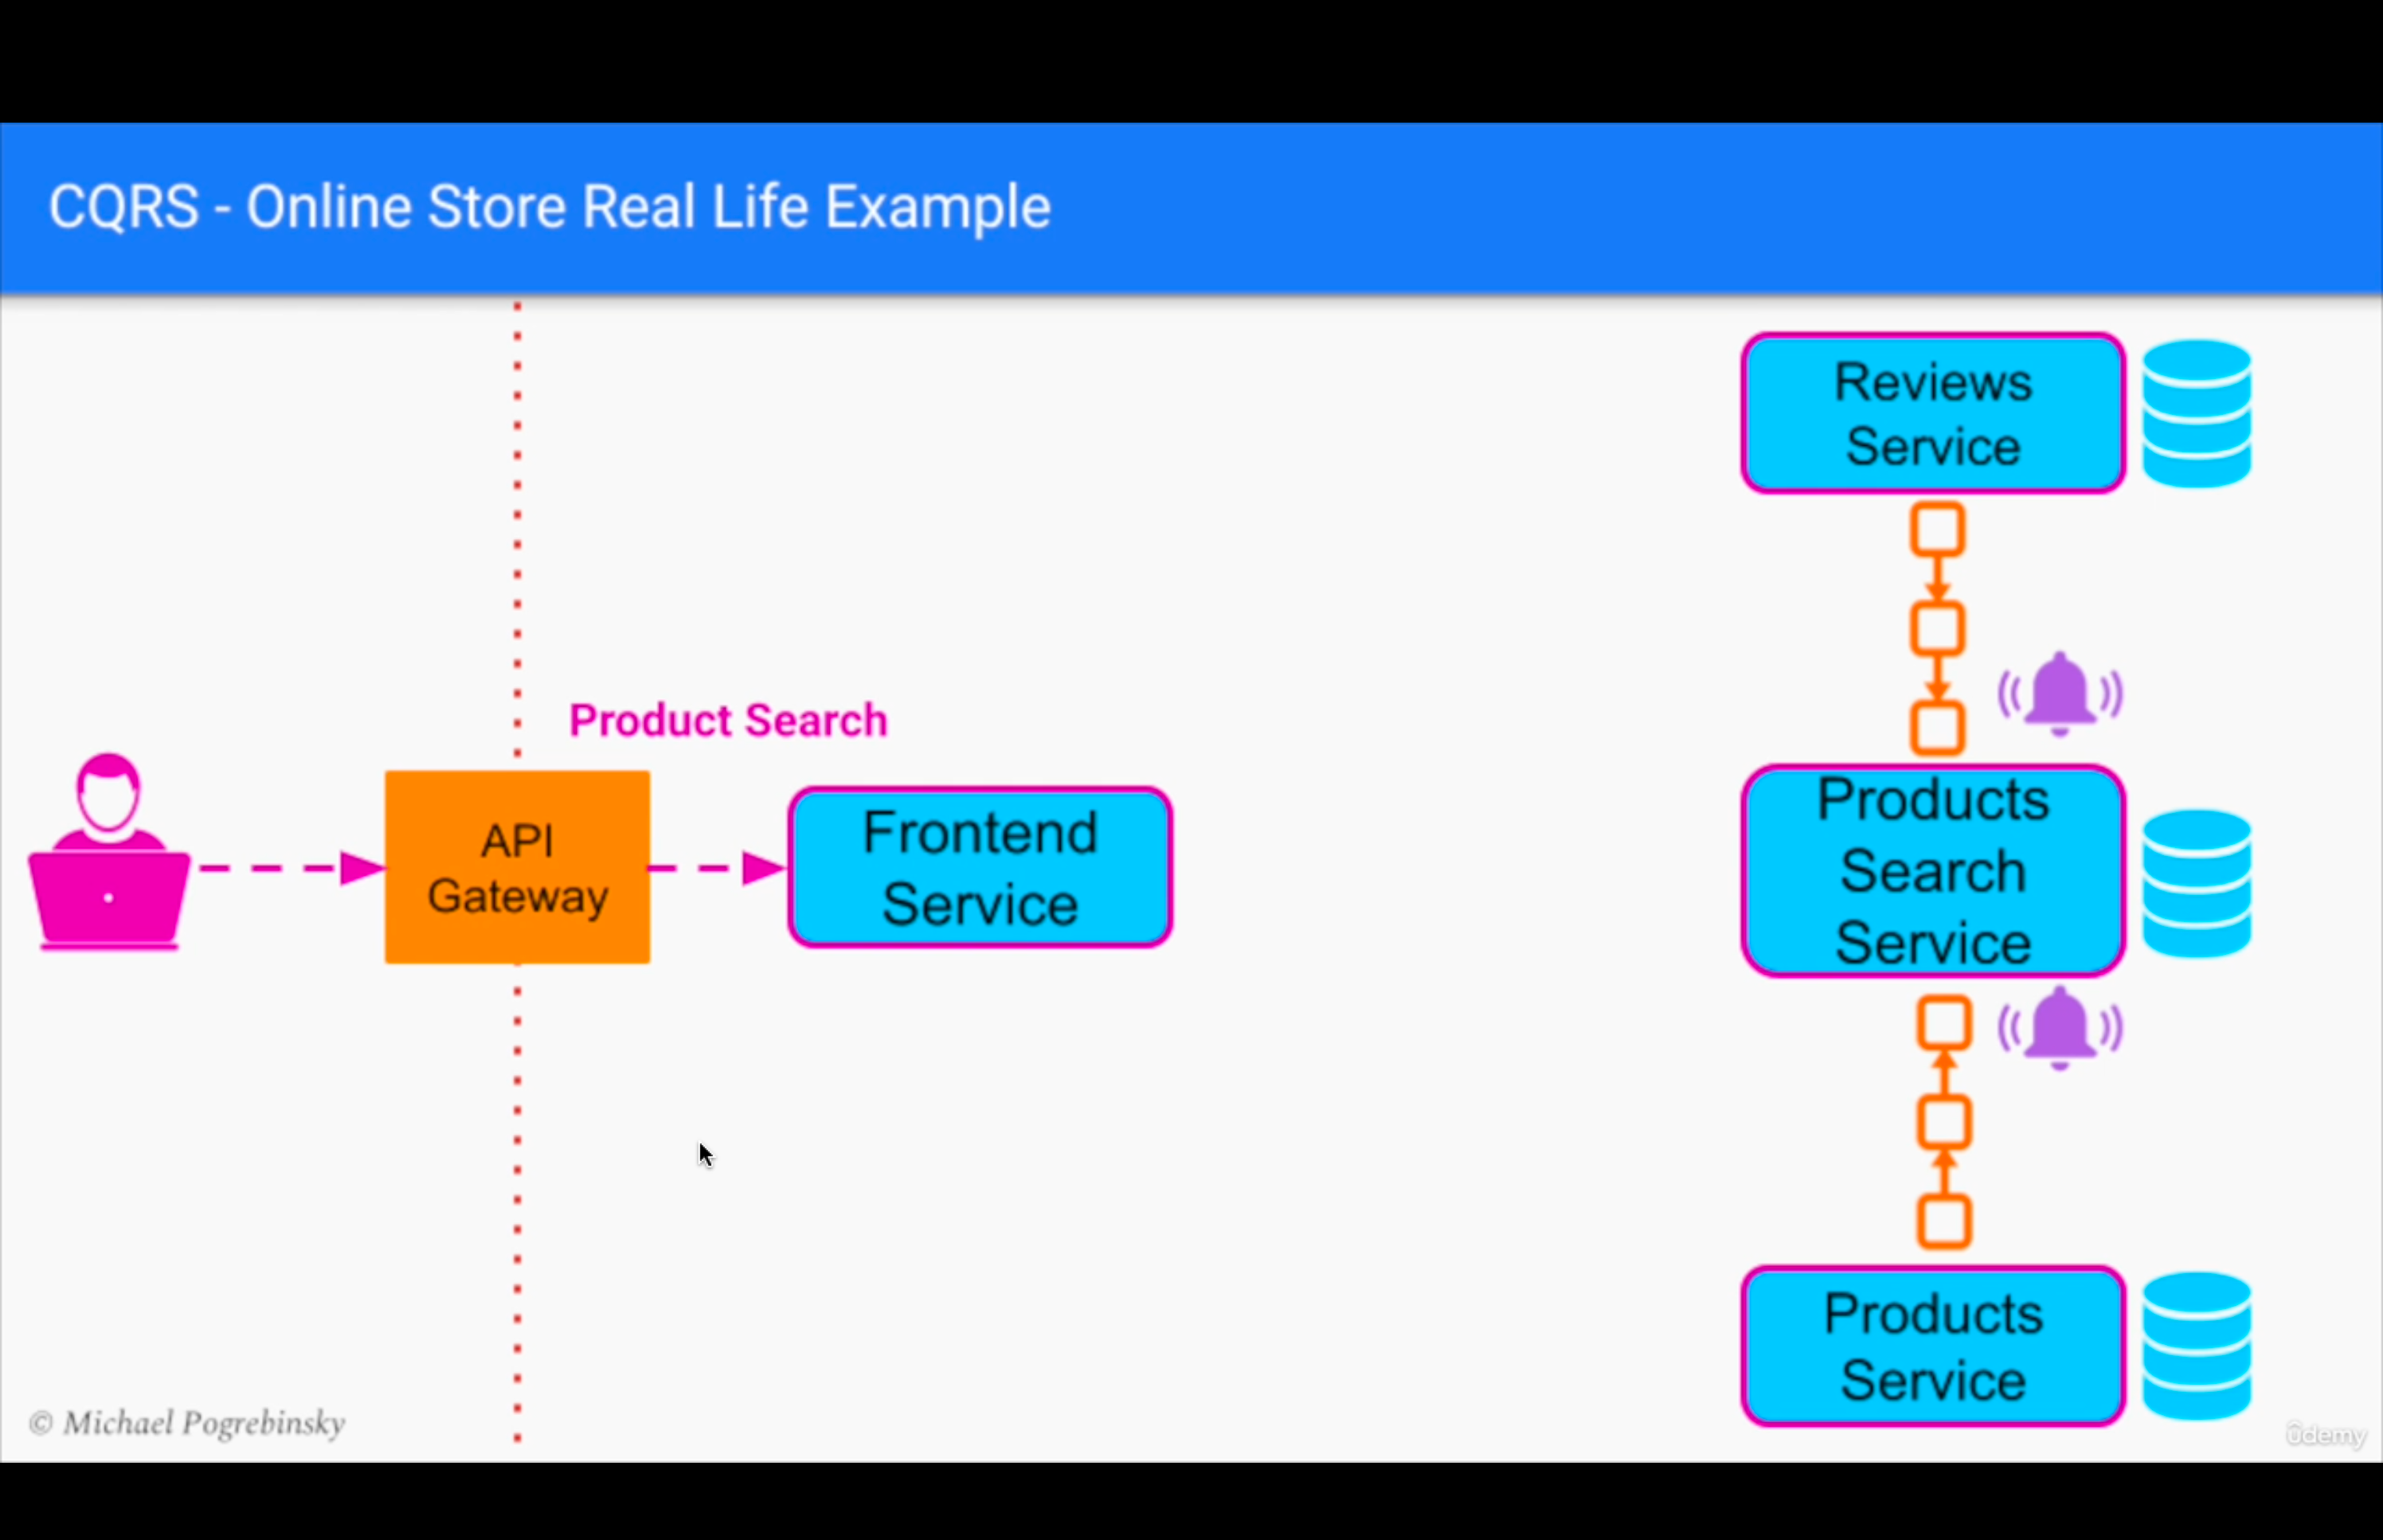 CQRS - Online Store Real Life Example
Reviews
Service
Product Search
API
Gateway
Frontend
Service
Products
Search
Service
Products
Service
© Michael Pogrebinsky
ûdemy